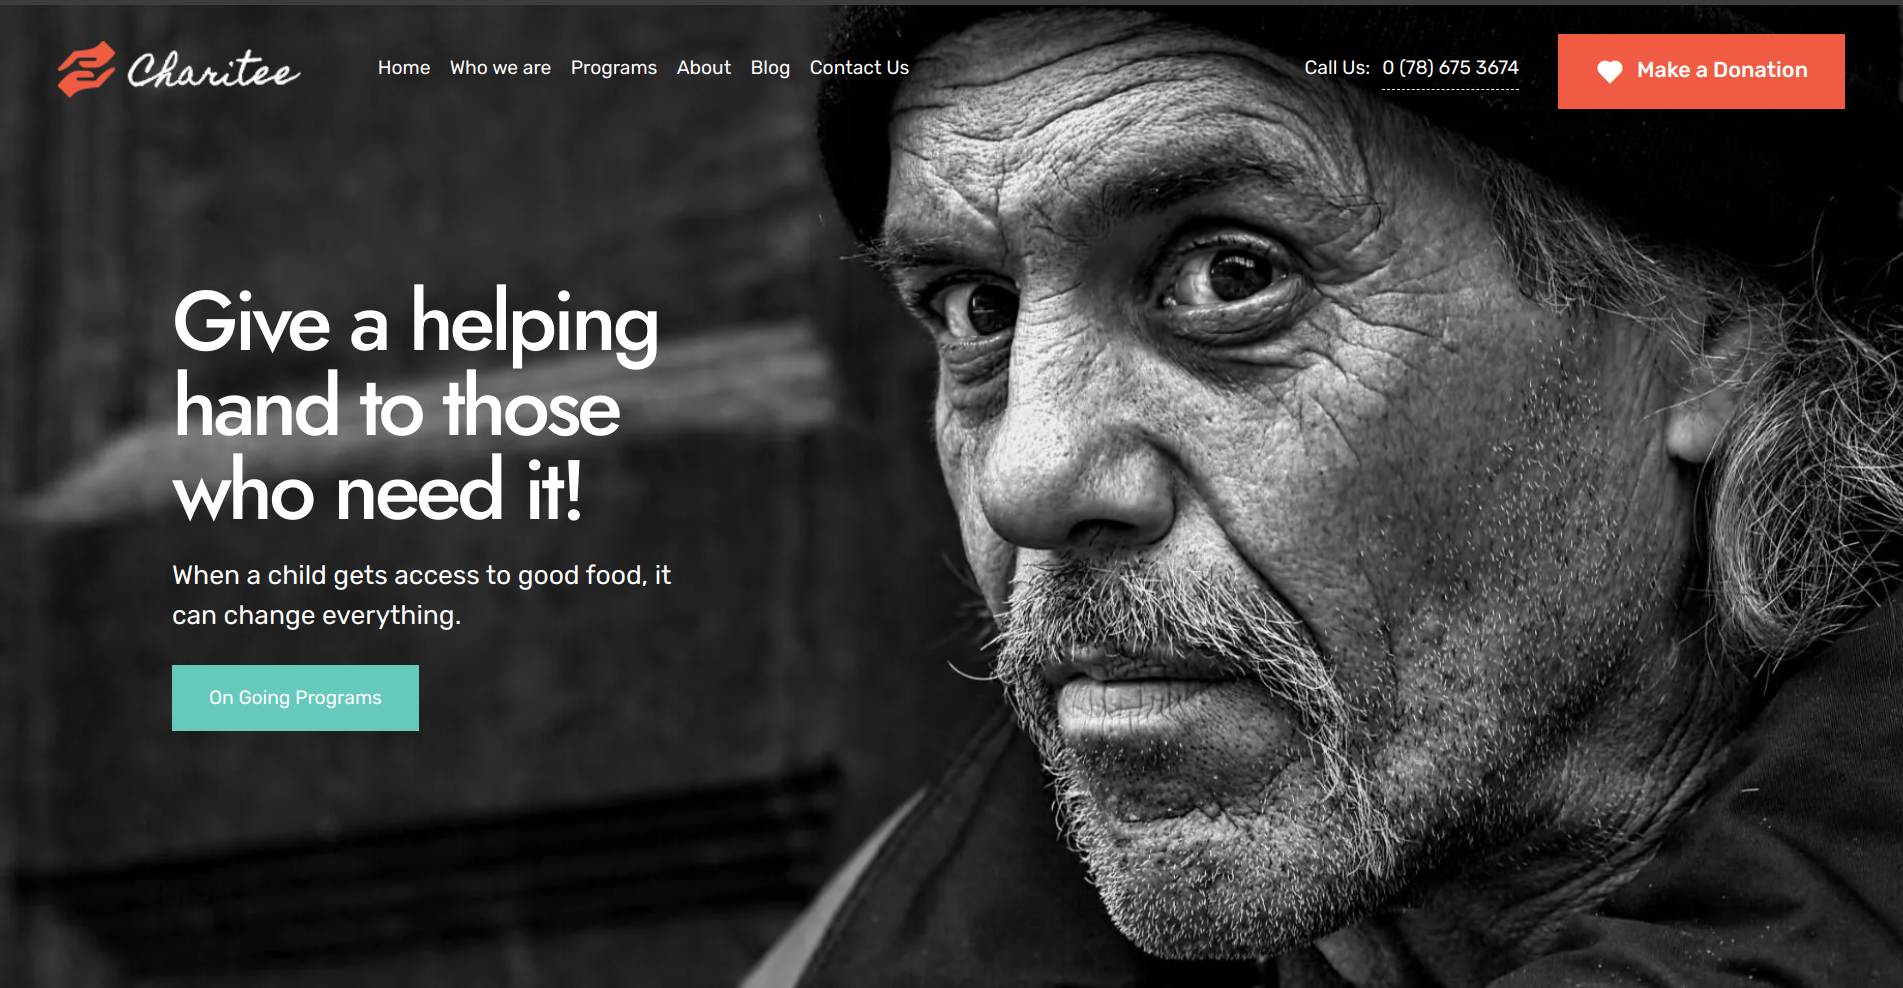 Charitee
Home Who we are Programs About Blog Contact Us
Call Us: 0 (78) 675 3674
Make a Donation
Give a helping
hand to those
who need it!
When a child gets access to good food, it
can change everything.
On Going Programs